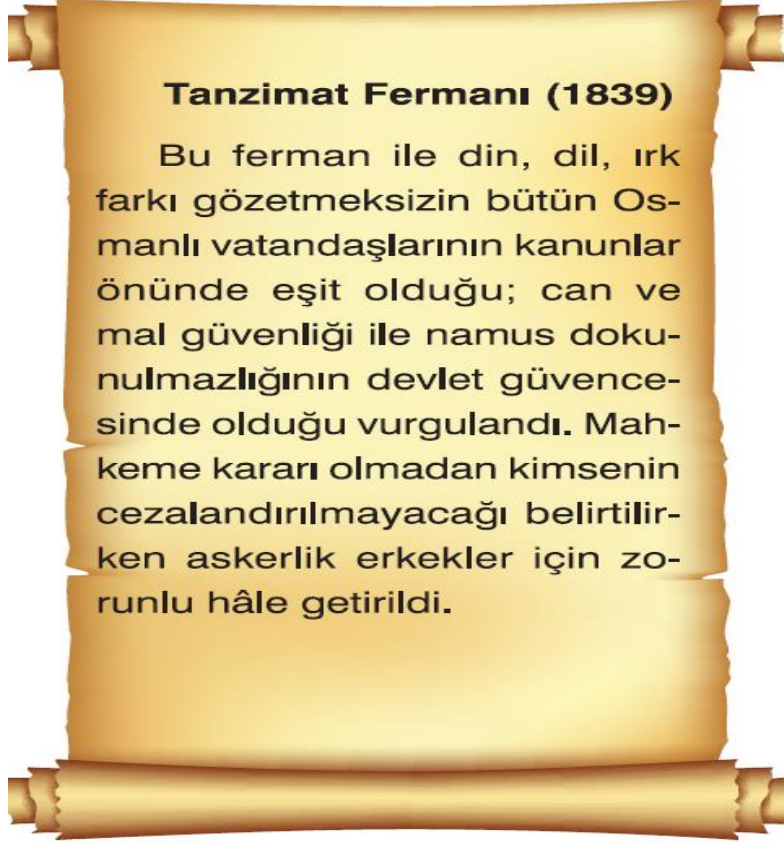 Tanzimat Fermanı (1839)
Bu ferman ile din, dil, ırk
farkı gözetmeksizin bütün Os-
manlı vatandaşlarının kanunlar
önünde eşit olduğu; can ve
mal güvenliği ile namus doku-
nulmazlığının devlet güvence-
sinde olduğu vurgulandı. Mah-
keme kararı olmadan kimsenin
cezalandırılmayacağı belirtilir-
ken askerlik erkekler için zo-
runlu hâle getirildi.